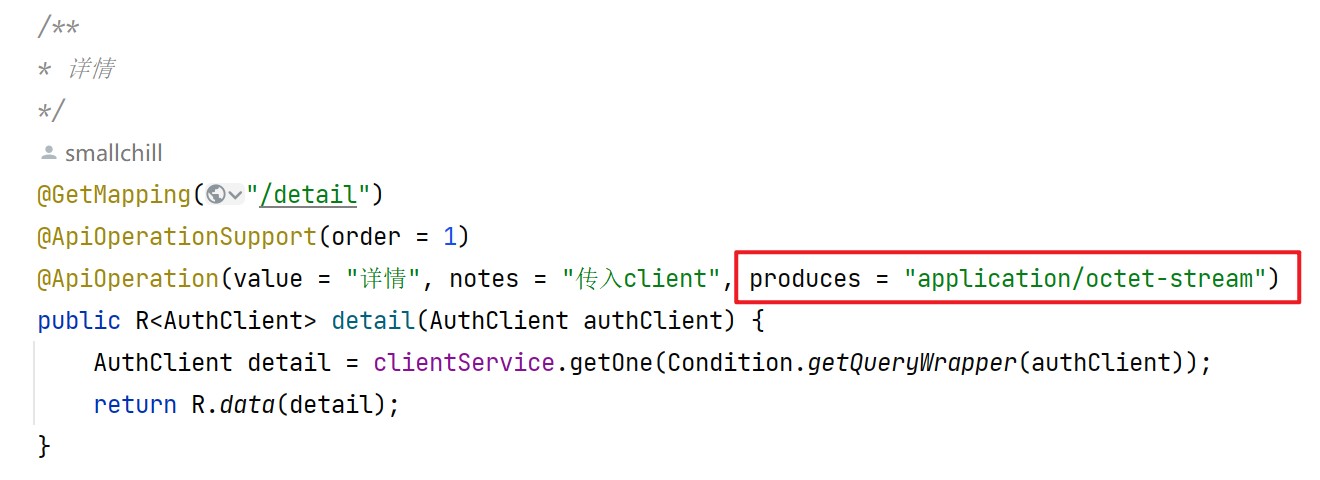 /**
* 详情
*/
smallchill
@GetMapping("/detail")
@ApiOperationSupport(order = 1)
@ApiOperation(value = "详情", notes = "传入client", produces = "application/octet-stream")
public R<AuthClient> detail(AuthClient authClient) {
    AuthClient detail = clientService.getOne(Condition.getQueryWrapper(authClient));
    return R.data(detail);
}